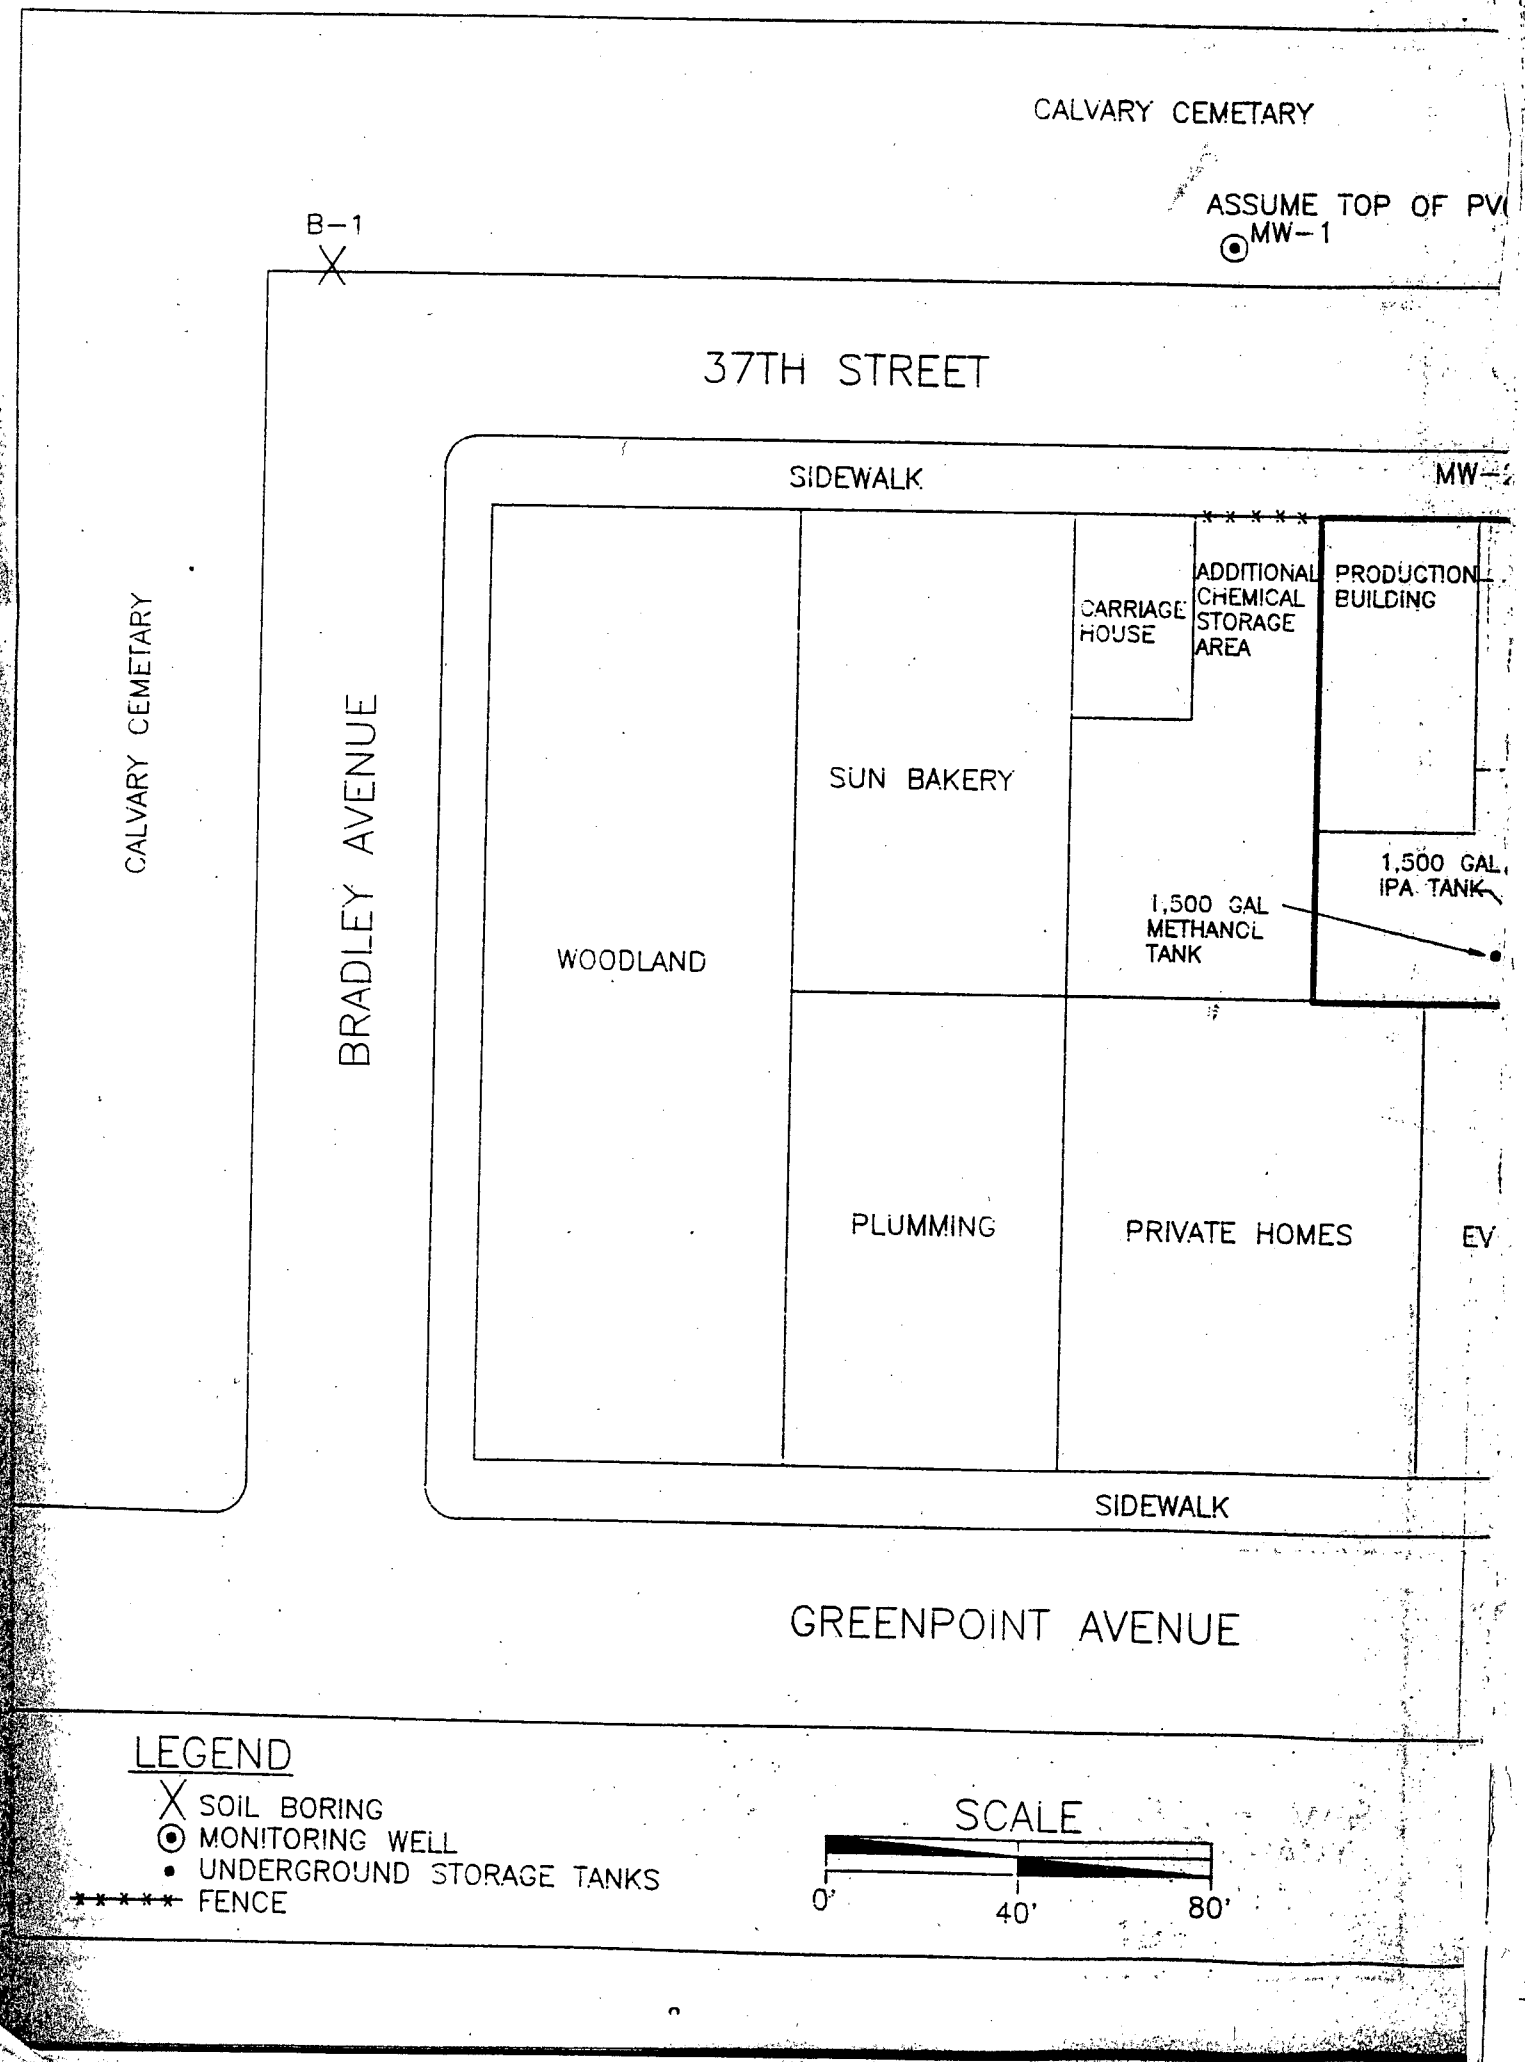 CALVARY CEMETARY
ASSUME TOP OF
B-1
MW-1
37TH STREET
SIDEWALK
CARRIAGE
HOUSE
ADDITIONAL
CHEMICAL
STORAGE
AREA
PRODUCTION
BUILDING
CALVARY CEMETARY
BRADLEY AVENUE
SUN BAKERY
1,500 GAL
IPA TANK
1,500 GAL
METHANOL
TANK
WOODLAND
PLUMMING
PRIVATE HOMES
SIDEWALK
GREENPOINT AVENUE
LEGEND
SOIL BORING
MONITORING WELL
UNDERGROUND STORAGE TANKS
FENCE
SCALE
0' 40' 80'